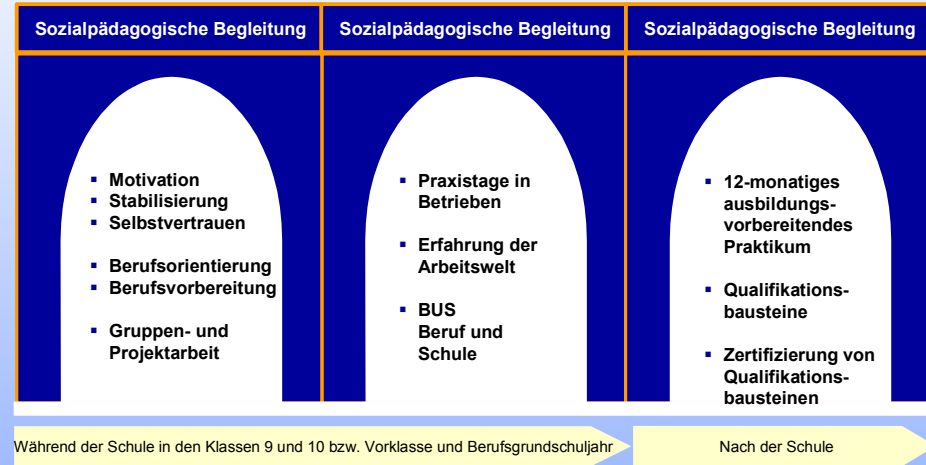 Sozialpädagogische Begleitung
Sozialpädagogische Begleitung
Sozialpädagogische Begleitung
Motivation
Stabilisierung
Selbstvertrauen
Berufsorientierung
Berufsvorbereitung
Gruppen- und
Projektarbeit
Praxistage in
Betrieben
Erfahrung der
Arbeitswelt
BUS
Beruf und
Schule
12-monatiges
ausbildungs-
vorbereitendes
Praktikum
Qualifikations-
bausteine
Zertifizierung von
Qualifikations-
bausteinen
Während der Schule in den Klassen 9 und 10 bzw. Vorklasse und Berufsgrundschuljahr
Nach der Schule